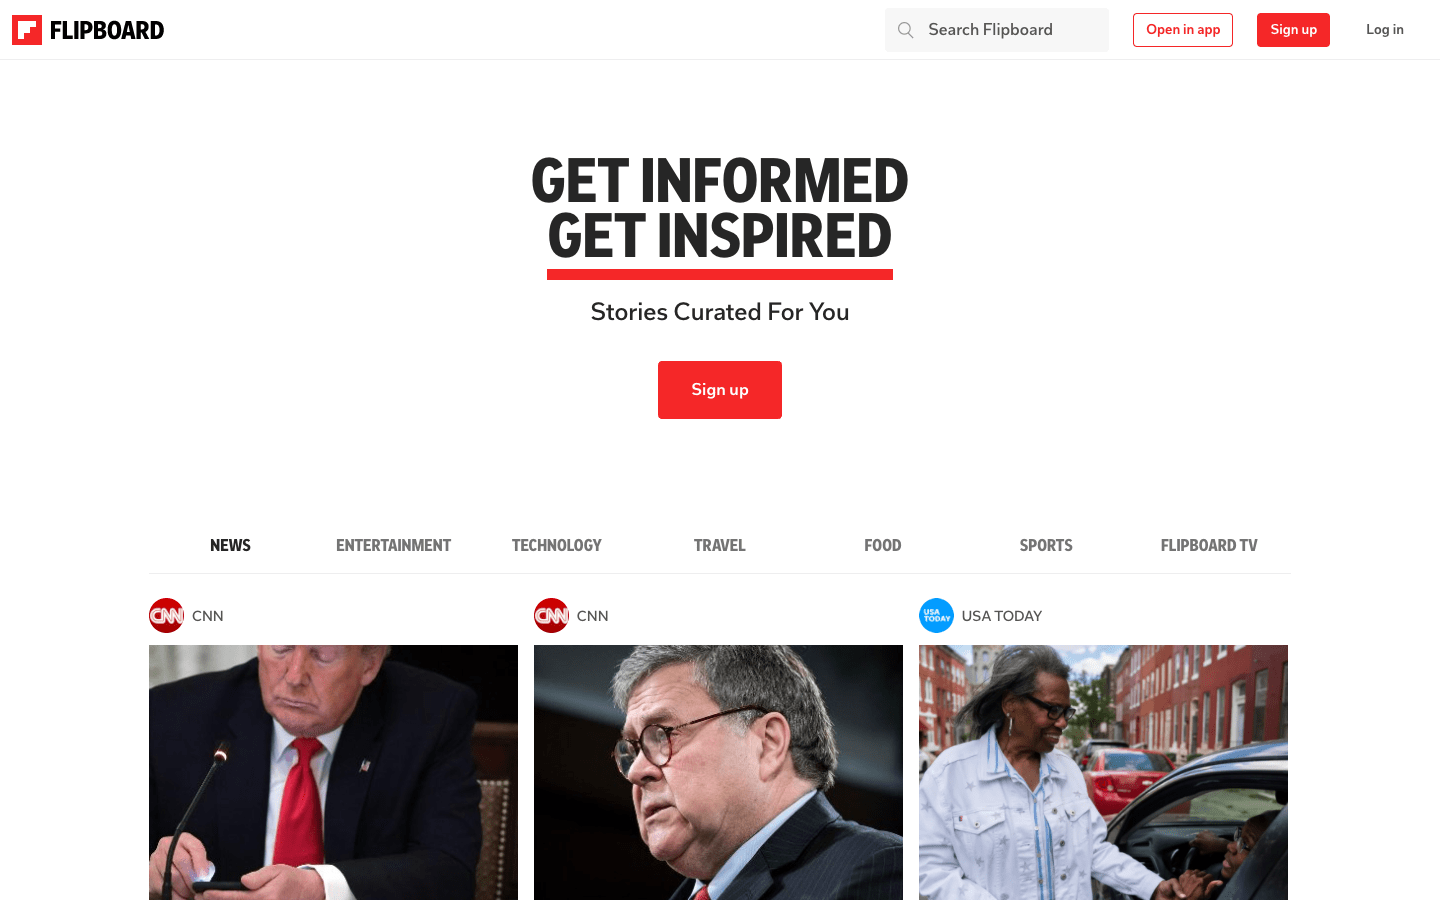 FLIPBOARD
Search Flipboard
Open in app
Sign up
Log in
GET INFORMED
GET INSPIRED
Stories Curated For You
Sign up
NEWS
ENTERTAINMENT
TECHNOLOGY
TRAVEL
FOOD
SPORTS
FLIPBOARD TV
CNN
CNN
CNN
CNN
USA
TODAY
USA TODAY